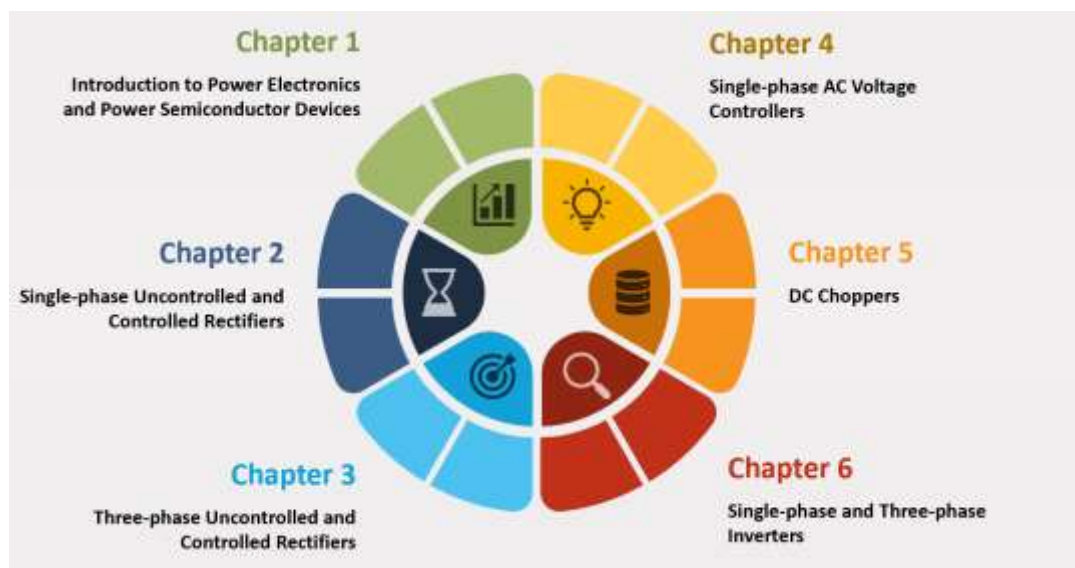 Chapter 1
Introduction to Power Electronics
and Power Semiconductor Devices
Chapter 2
Single-phase Uncontrolled and
Controlled Rectifiers
Chapter 3
Three-phase Uncontrolled and
Controlled Rectifiers
Chapter 4
Single-phase AC Voltage
Controllers
Chapter 5
DC Choppers
Chapter 6
Single-phase and Three-phase
Inverters